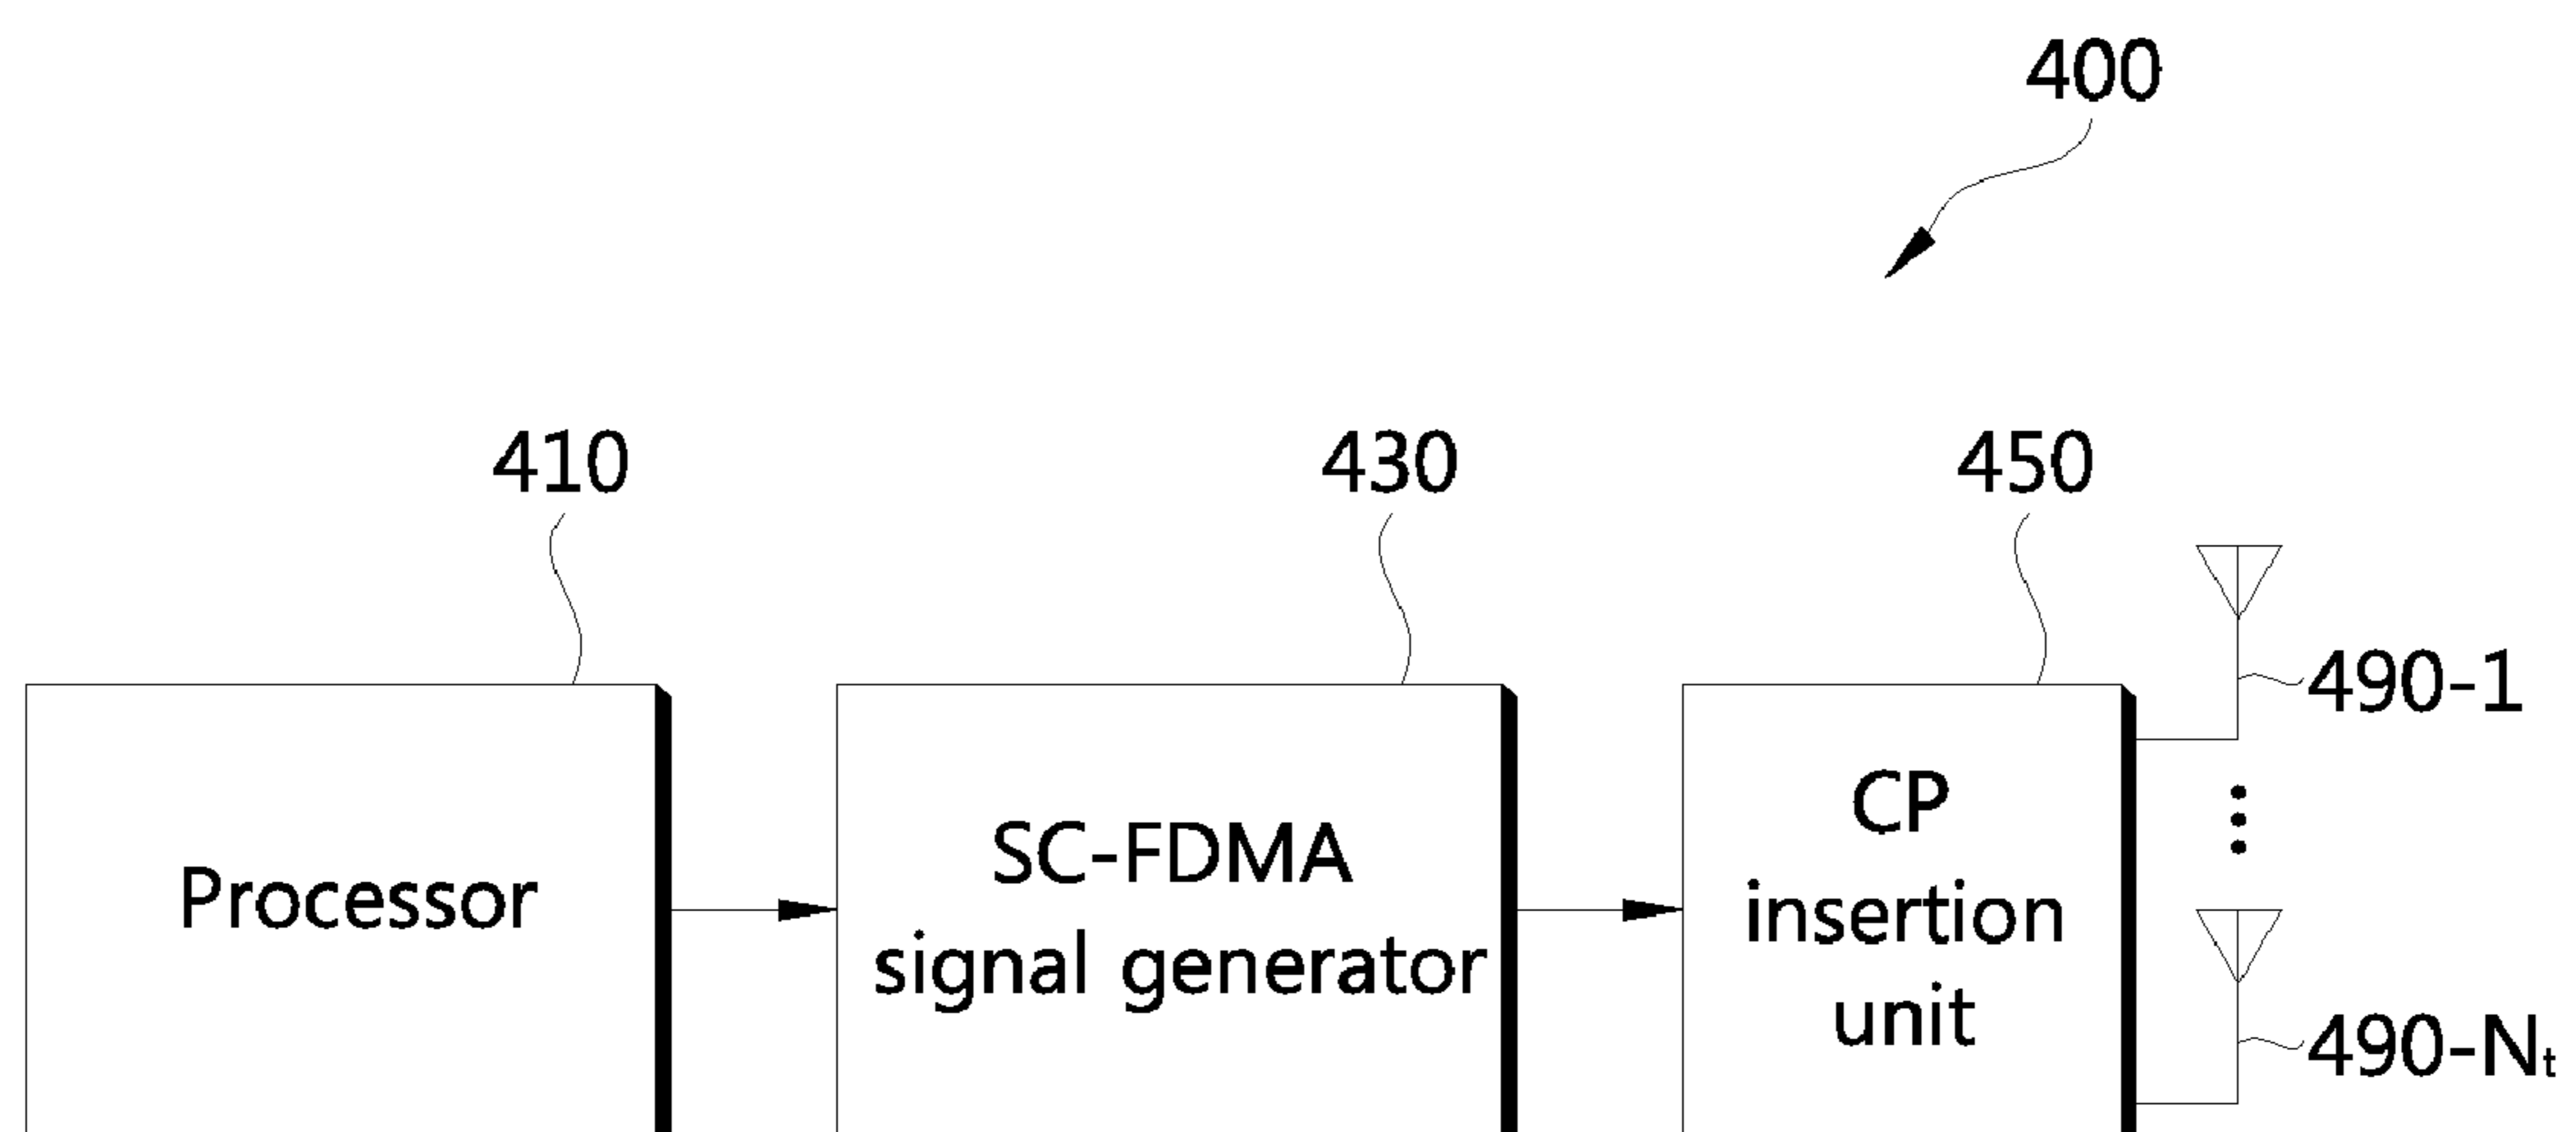 400
410
430
450
490-1
Processor
SC-FDMA
signal generator
CP
insertion
unit
490-Nt